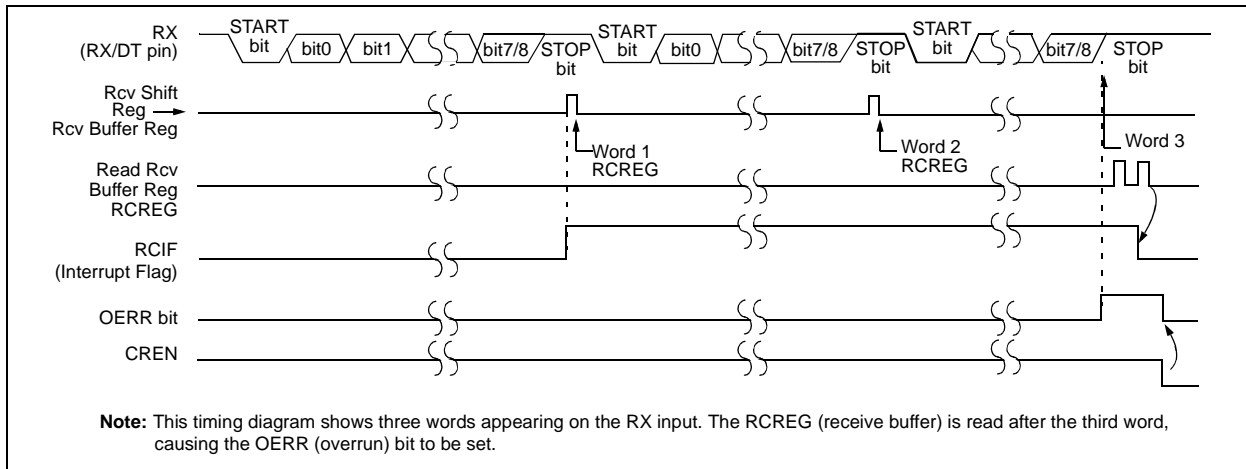 RX
(RX/DT pin)
START
bit
bit0
bit1
bit7/8
STOP
bit
START
bit
bit0
bit7/8
STOP
bit
START
bit
bit7/8
STOP
bit
Rcv Shift
Reg
Rcv Buffer Reg
Word 1
RCREG
Word 2
RCREG
Word 3
Read Rcv
Buffer Reg
RCREG
RCIF
(Interrupt Flag)
OERR bit
CREN
Note: This timing diagram shows three words appearing on the RX input. The RCREG (receive buffer) is read after the third word,
causing the OERR (overrun) bit to be set.